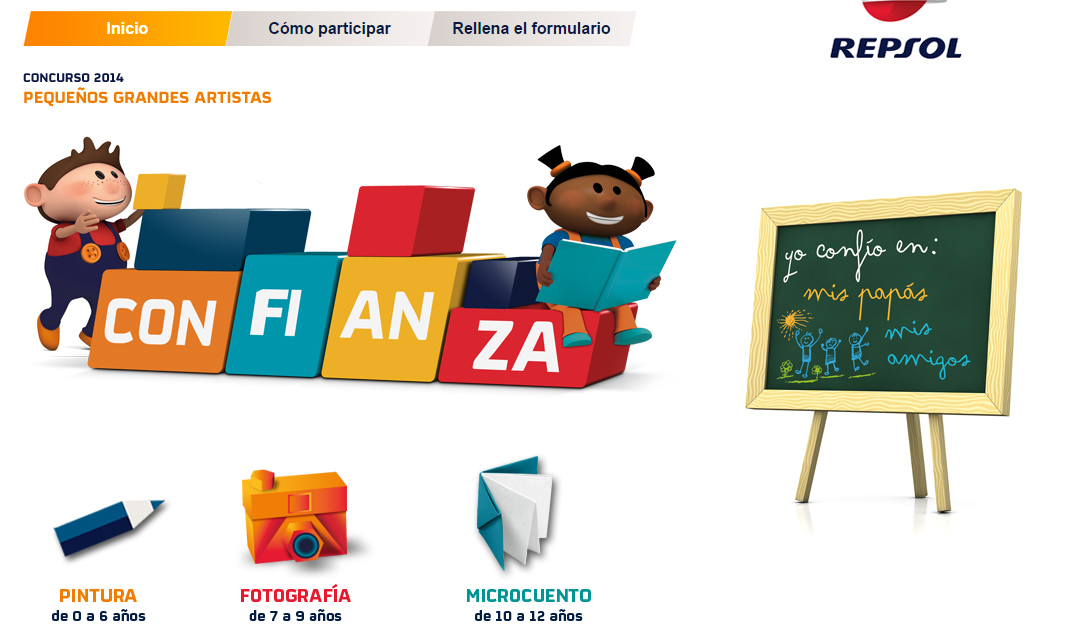 Inicio
Cómo participar
Rellena el formulario
REPSOL
CONCURSO 2014
PEQUEÑOS GRANDES ARTISTAS
CON FI AN ZA
yo confío en:
mis papás
mis
amigos
PINTURA
de 0 a 6 años
FOTOGRAFÍA
de 7 a 9 años
MICROCUENTO
de 10 a 12 años